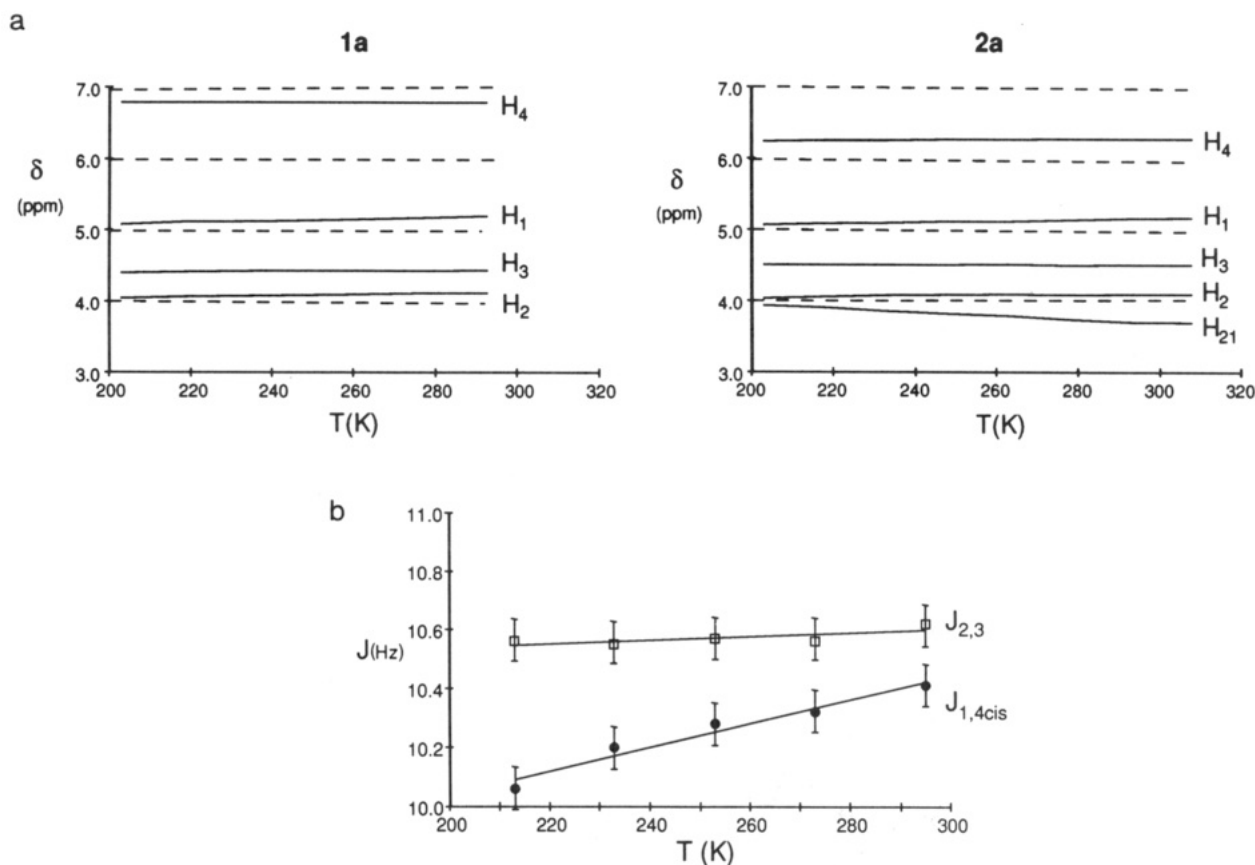 a
1a
7.0
6.0
5.0
4.0
3.0
δ
(ppm)
H4
H1
H3
H2
200 220 240 260 280 300 320
T(K)
2a
7.0
6.0
5.0
4.0
3.0
δ
(ppm)
H4
H1
H3
H2
H21
200 220 240 260 280 300 320
T(K)
b
11.0
10.8
10.6
10.4
10.2
10.0
J(Hz)
J2,3
J1,4cis
200 220 240 260 280 300
T (K)